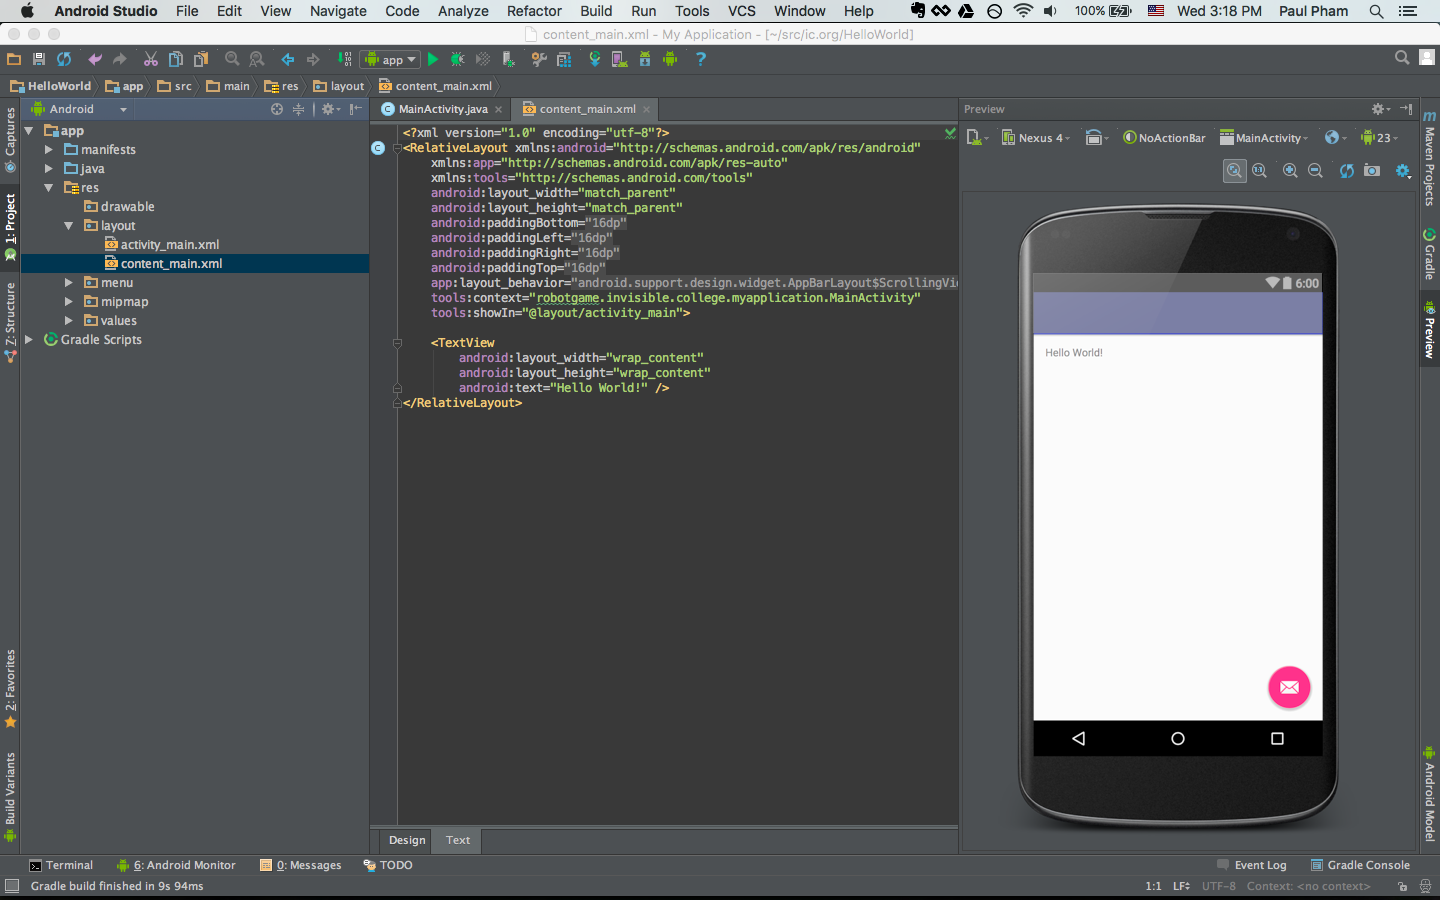 Android Studio File Edit View Navigate Code Analyze Refactor Build Run Tools VCS Window Help 100% Wed 3:18 PM Paul Pham
content_main.xml - My Application - [~/src/ic.org/HelloWorld]
app
HelloWorld app src main res layout content_main.xml
Captures
1: Project
Z: Structure
2: Favorites
Build Variants
Android
app
manifests
java
res
drawable
layout
activity_main.xml
content_main.xml
menu
mipmap
values
Gradle Scripts
MainActivity.java content_main.xml
<?xml version="1.0" encoding="utf-8"?>
<RelativeLayout xmlns:android="http://schemas.android.com/apk/res/android"
xmlns:app="http://schemas.android.com/apk/res-auto"
xmlns:tools="http://schemas.android.com/tools"
android:layout_width="match_parent"
android:layout_height="match_parent"
android:paddingBottom="16dp"
android:paddingLeft="16dp"
android:paddingRight="16dp"
android:paddingTop="16dp"
app:layout_behavior="android.support.design.widget.AppBarLayout$ScrollingVie
tools:context="robotgame.invisible.college.myapplication.MainActivity"
tools:showIn="@layout/activity_main">
<TextView
android:layout_width="wrap_content"
android:layout_height="wrap_content"
android:text="Hello World!" />
</RelativeLayout>
Design Text
Preview
Nexus 4 NoActionBar MainActivity 23
1:1
6:00
Hello World!
Maven Projects
Gradle
Preview
Android Model
Terminal 6: Android Monitor 0: Messages TODO Event Log Gradle Console
Gradle build finished in 9s 94ms 1:1 LF UTF-8 Context: <no context>